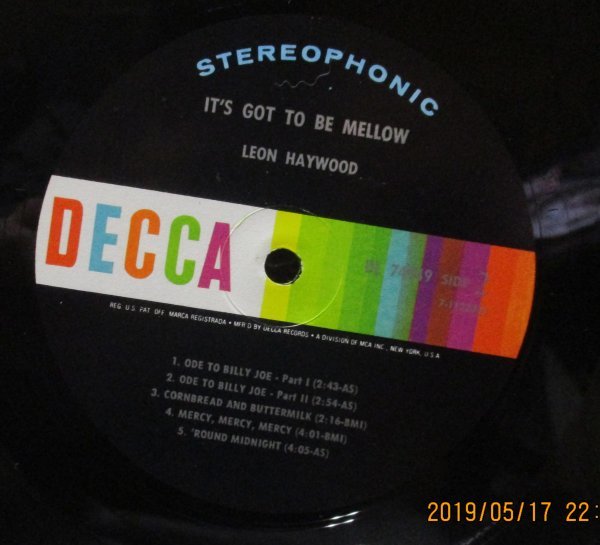 STEREOPHONIC
IT'S GOT TO BE MELLOW
LEON HAYWOOD
DECCA
DL SIDE
REG. U.S. PAT. OFF. MARCA REGISTRADA • MFR'D BY DECCA RECORDS • A DIVISION OF MCA INC., NEW YORK, U.S.A
1. ODE TO BILLY JOE - Part I (2:43-AS)
2. ODE TO BILLY JOE - Part II (2:54-AS)
3. CORNBREAD AND BUTTERMILK (2:16-BMI)
4. MERCY, MERCY, MERCY (4:01-BMI)
5. 'ROUND MIDNIGHT (4:05-AS)
2019/05/17 22: